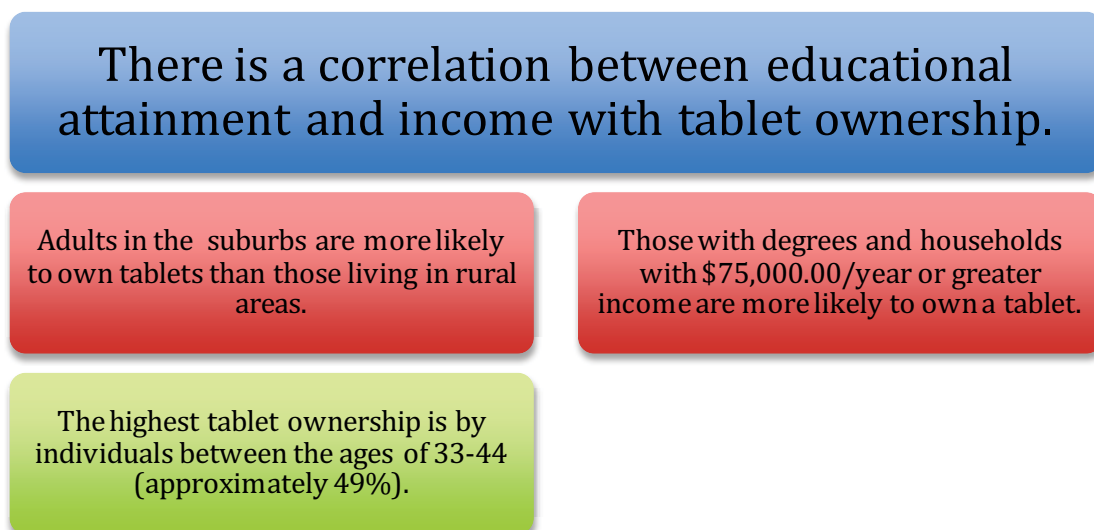 There is a correlation between educational
attainment and income with tablet ownership.
Adults in the suburbs are more likely
to own tablets than those living in rural
areas.
Those with degrees and households
with $75,000.00/year or greater
income are more likely to own a tablet.
The highest tablet ownership is by
individuals between the ages of 33-44
(approximately 49%).